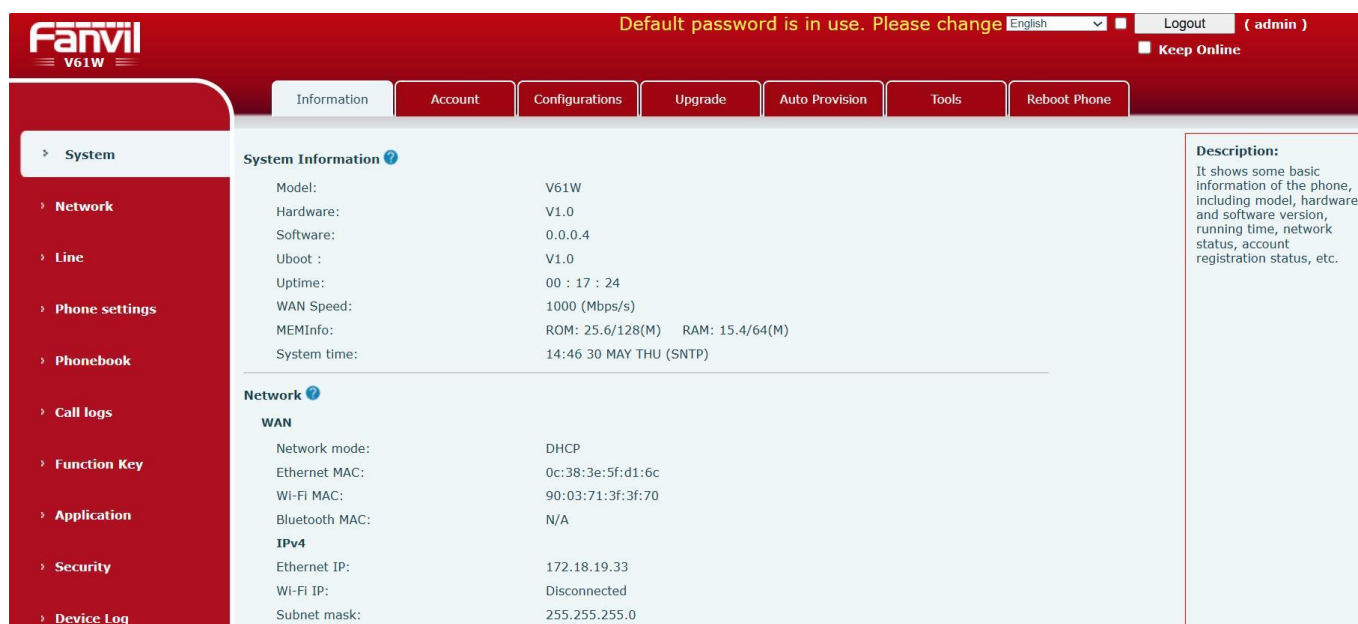 Fanvil
V61W
Default password is in use. Please change English Logout ( admin )
Keep Online
Information Account Configurations Upgrade Auto Provision Tools Reboot Phone
› System
› Network
› Line
› Phone settings
› Phonebook
› Call logs
› Function Key
› Application
› Security
› Device Log
System Information ?
Model: V61W
Hardware: V1.0
Software: 0.0.0.4
Uboot : V1.0
Uptime: 00 : 17 : 24
WAN Speed: 1000 (Mbps/s)
MEMInfo: ROM: 25.6/128(M) RAM: 15.4/64(M)
System time: 14:46 30 MAY THU (SNTP)
Network ?
WAN
Network mode: DHCP
Ethernet MAC: 0c:38:3e:5f:d1:6c
Wi-Fi MAC: 90:03:71:3f:3f:70
Bluetooth MAC: N/A
IPv4
Ethernet IP: 172.18.19.33
Wi-Fi IP: Disconnected
Subnet mask: 255.255.255.0
Description:
It shows some basic
information of the phone,
including model, hardware
and software version,
running time, network
status, account
registration status, etc.